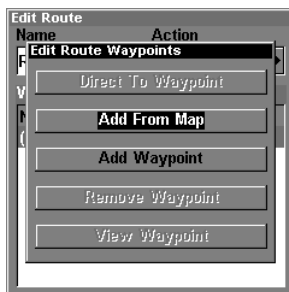 Edit Route
Name Action
Edit Route Waypoints
Direct To Waypoint
Add From Map
Add Waypoint
Remove Waypoint
View Waypoint